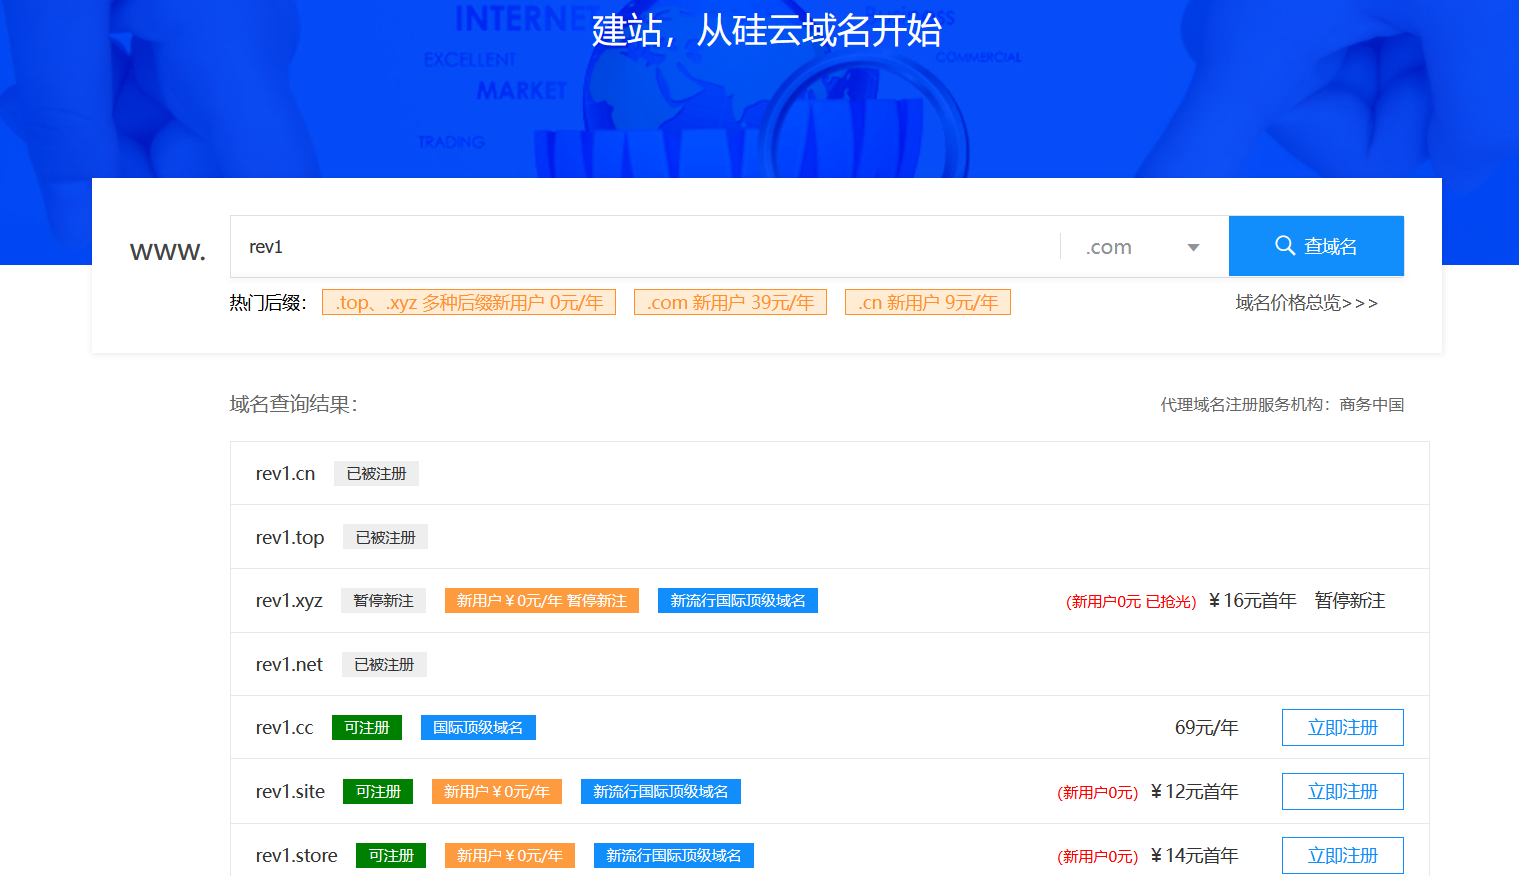 INTERNET
Business
建站，从硅云域名开始
EXCELLENT
COMMERCIAL
MARKET
TRADING
www. rev1 .com 查域名
热门后缀： .top、.xyz 多种后缀新用户 0元/年 .com 新用户 39元/年 .cn 新用户 9元/年 域名价格总览>>>
域名查询结果： 代理域名注册服务机构：商务中国
rev1.cn 已被注册
rev1.top 已被注册
rev1.xyz 暂停新注 新用户￥0元/年 暂停新注 新流行国际顶级域名 (新用户0元 已抢光) ￥16元首年 暂停新注
rev1.net 已被注册
rev1.cc 可注册 国际顶级域名 69元/年 立即注册
rev1.site 可注册 新用户￥0元/年 新流行国际顶级域名 (新用户0元) ￥12元首年 立即注册
rev1.store 可注册 新用户￥0元/年 新流行国际顶级域名 (新用户0元) ￥14元首年 立即注册